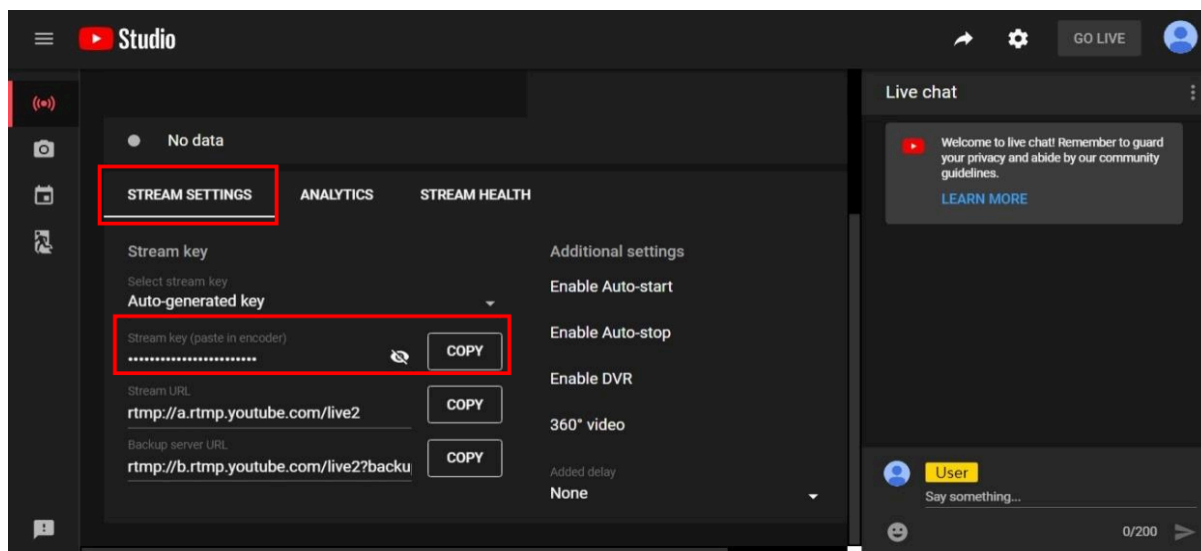 Studio
GO LIVE
No data
STREAM SETTINGS
ANALYTICS
STREAM HEALTH
Stream key
Select stream key
Auto-generated key
Stream key (paste in encoder)
••••••••••••••••••••••••
COPY
Stream URL
rtmp://a.rtmp.youtube.com/live2
COPY
Backup server URL
rtmp://b.rtmp.youtube.com/live2?backu
COPY
Additional settings
Enable Auto-start
Enable Auto-stop
Enable DVR
360° video
Added delay
None
Live chat
Welcome to live chat! Remember to guard
your privacy and abide by our community
guidelines.
LEARN MORE
User
Say something...
0/200